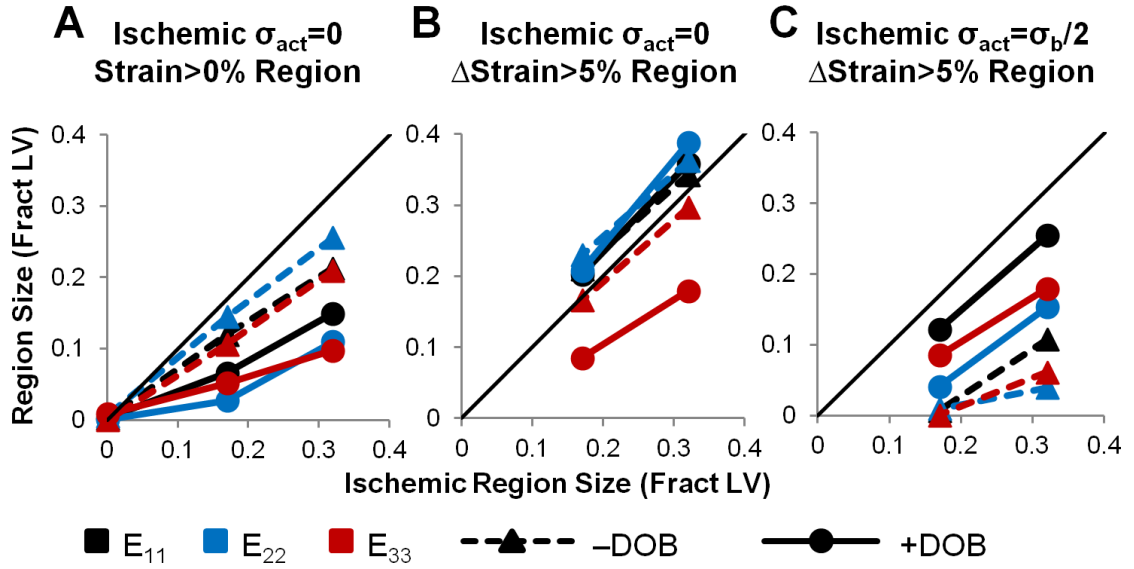 A Ischemic σact=0
Strain>0% Region
B Ischemic σact=0
ΔStrain>5% Region
C Ischemic σact=σb/2
ΔStrain>5% Region
Region Size (Fract LV)
0.4
0.3
0.2
0.1
0
0 0.1 0.2 0.3 0.4
0.4
0.3
0.2
0.1
0
0 0.1 0.2 0.3 0.4
0.4
0.3
0.2
0.1
0
0 0.1 0.2 0.3 0.4
Ischemic Region Size (Fract LV)
E11 E22 E33 –DOB +DOB